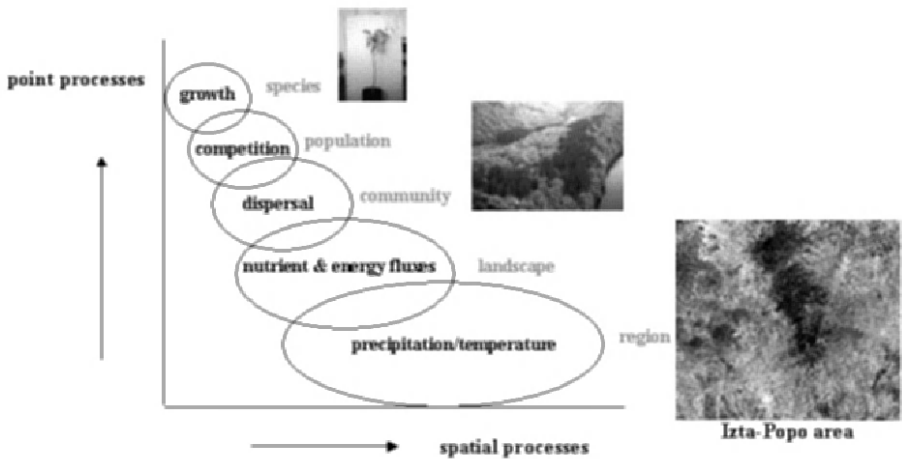 point processes
growth
species
competition
population
dispersal
community
nutrient & energy fluxes
landscape
precipitation/temperature
region
Izta-Popo area
spatial processes